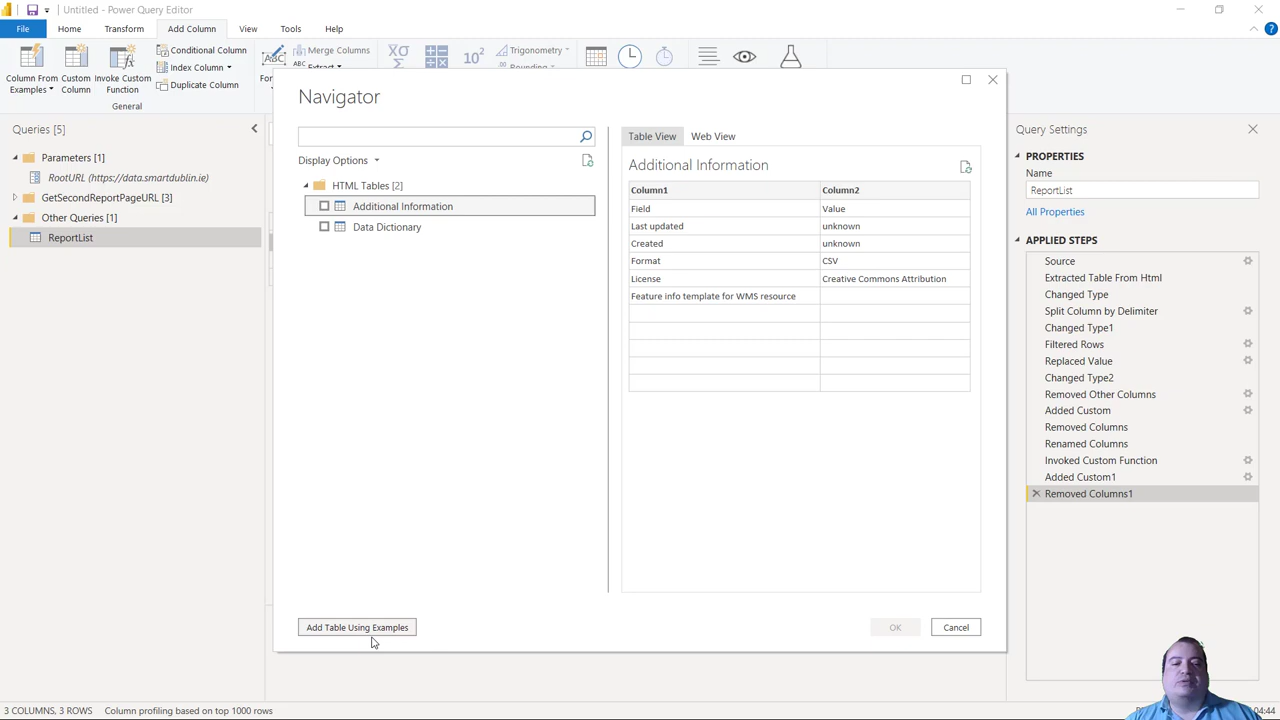 Untitled - Power Query Editor
File Home Transform Add Column View Tools Help
Column From Examples
Custom Column
Invoke Custom Function
Conditional Column
Index Column
Duplicate Column
General
Merge Columns
Extract
Trigonometry
Rounding
Queries [5]
Parameters [1]
RootURL (https://data.smartdublin.ie)
GetSecondReportPageURL [3]
Other Queries [1]
ReportList
Navigator
Display Options
HTML Tables [2]
Additional Information
Data Dictionary
Table View Web View
Additional Information
Column1 Column2
Field Value
Last updated unknown
Created unknown
Format CSV
License Creative Commons Attribution
Feature info template for WMS resource
Add Table Using Examples
OK Cancel
Query Settings
PROPERTIES
Name
ReportList
All Properties
APPLIED STEPS
Source
Extracted Table From Html
Changed Type
Split Column by Delimiter
Changed Type1
Filtered Rows
Replaced Value
Changed Type2
Removed Other Columns
Added Custom
Removed Columns
Renamed Columns
Invoked Custom Function
Added Custom1
Removed Columns1
3 COLUMNS, 3 ROWS Column profiling based on top 1000 rows